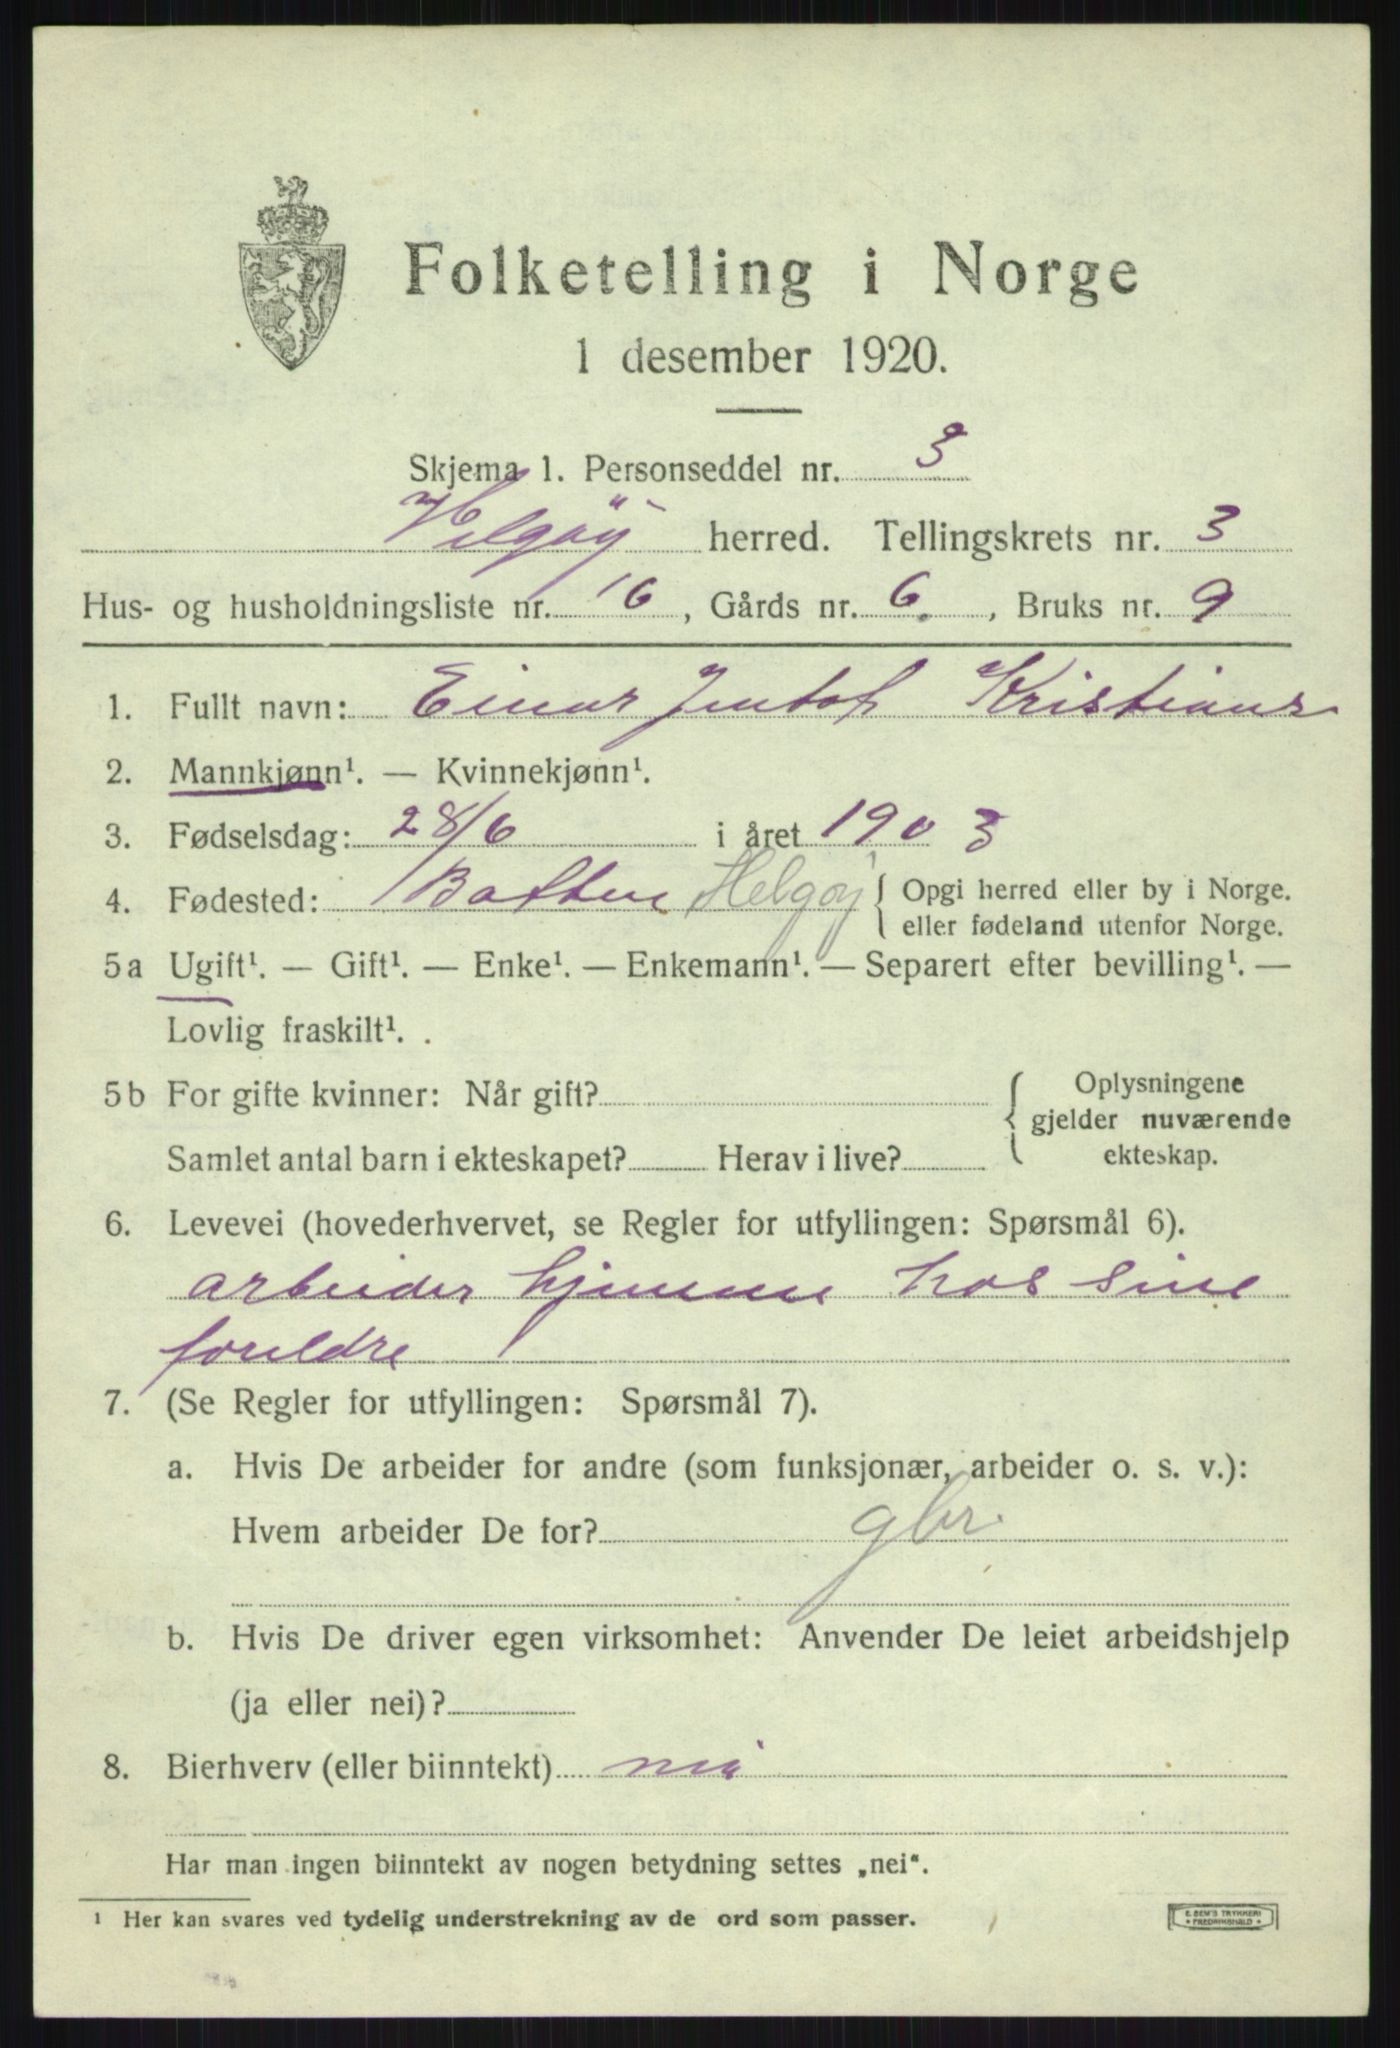 Folketelling i Norge
1 desember 1920.
Skjema 1. Personseddel nr. 3
Helgøy herred. Tellingskrets nr. 3
Hus- og husholdningsliste nr. 16, Gårds nr. 6, Bruks nr. 9
1. Fullt navn: Einar Kristians
2. Mannkjønn¹. — Kvinnekjønn¹.
3. Fødselsdag: 28/6 i året 1903
4. Fødested: Helgøy { Opgi herred eller by i Norge.
eller fødeland utenfor Norge.
5a Ugift¹. — Gift¹. — Enke¹. — Enkemann¹. — Separert efter bevilling¹. —
Lovlig fraskilt¹. .
5b For gifte kvinner: Når gift? { Oplysningene
gjelder nuværende
Samlet antal barn i ekteskapet? Herav i live? ekteskap.
6. Levevei (hovederhvervet, se Regler for utfyllingen: Spørsmål 6).
arbeider hjemme hos sine
foreldre
7. (Se Regler for utfyllingen: Spørsmål 7).
a. Hvis De arbeider for andre (som funksjonær, arbeider o. s. v.):
Hvem arbeider De for? gbr.
b. Hvis De driver egen virksomhet: Anvender De leiet arbeidshjelp
(ja eller nei)?
8. Bierhverv (eller biinntekt) nei
Har man ingen biinntekt av nogen betydning settes „nei“.
¹ Her kan svares ved tydelig understrekning av de ord som passer.
E. SEM'S TRYKKERI
FREDRIKSHALD